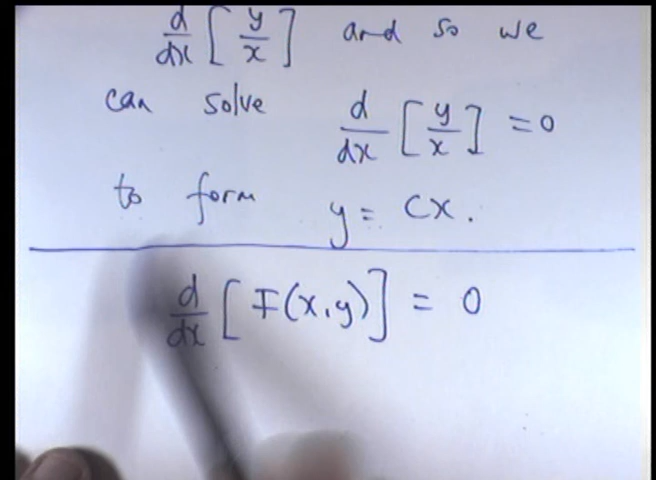 d/dx [y/x] and so we
can solve d/dx [y/x] = 0
to form y = Cx.
d/dx [F(x,y)] = 0